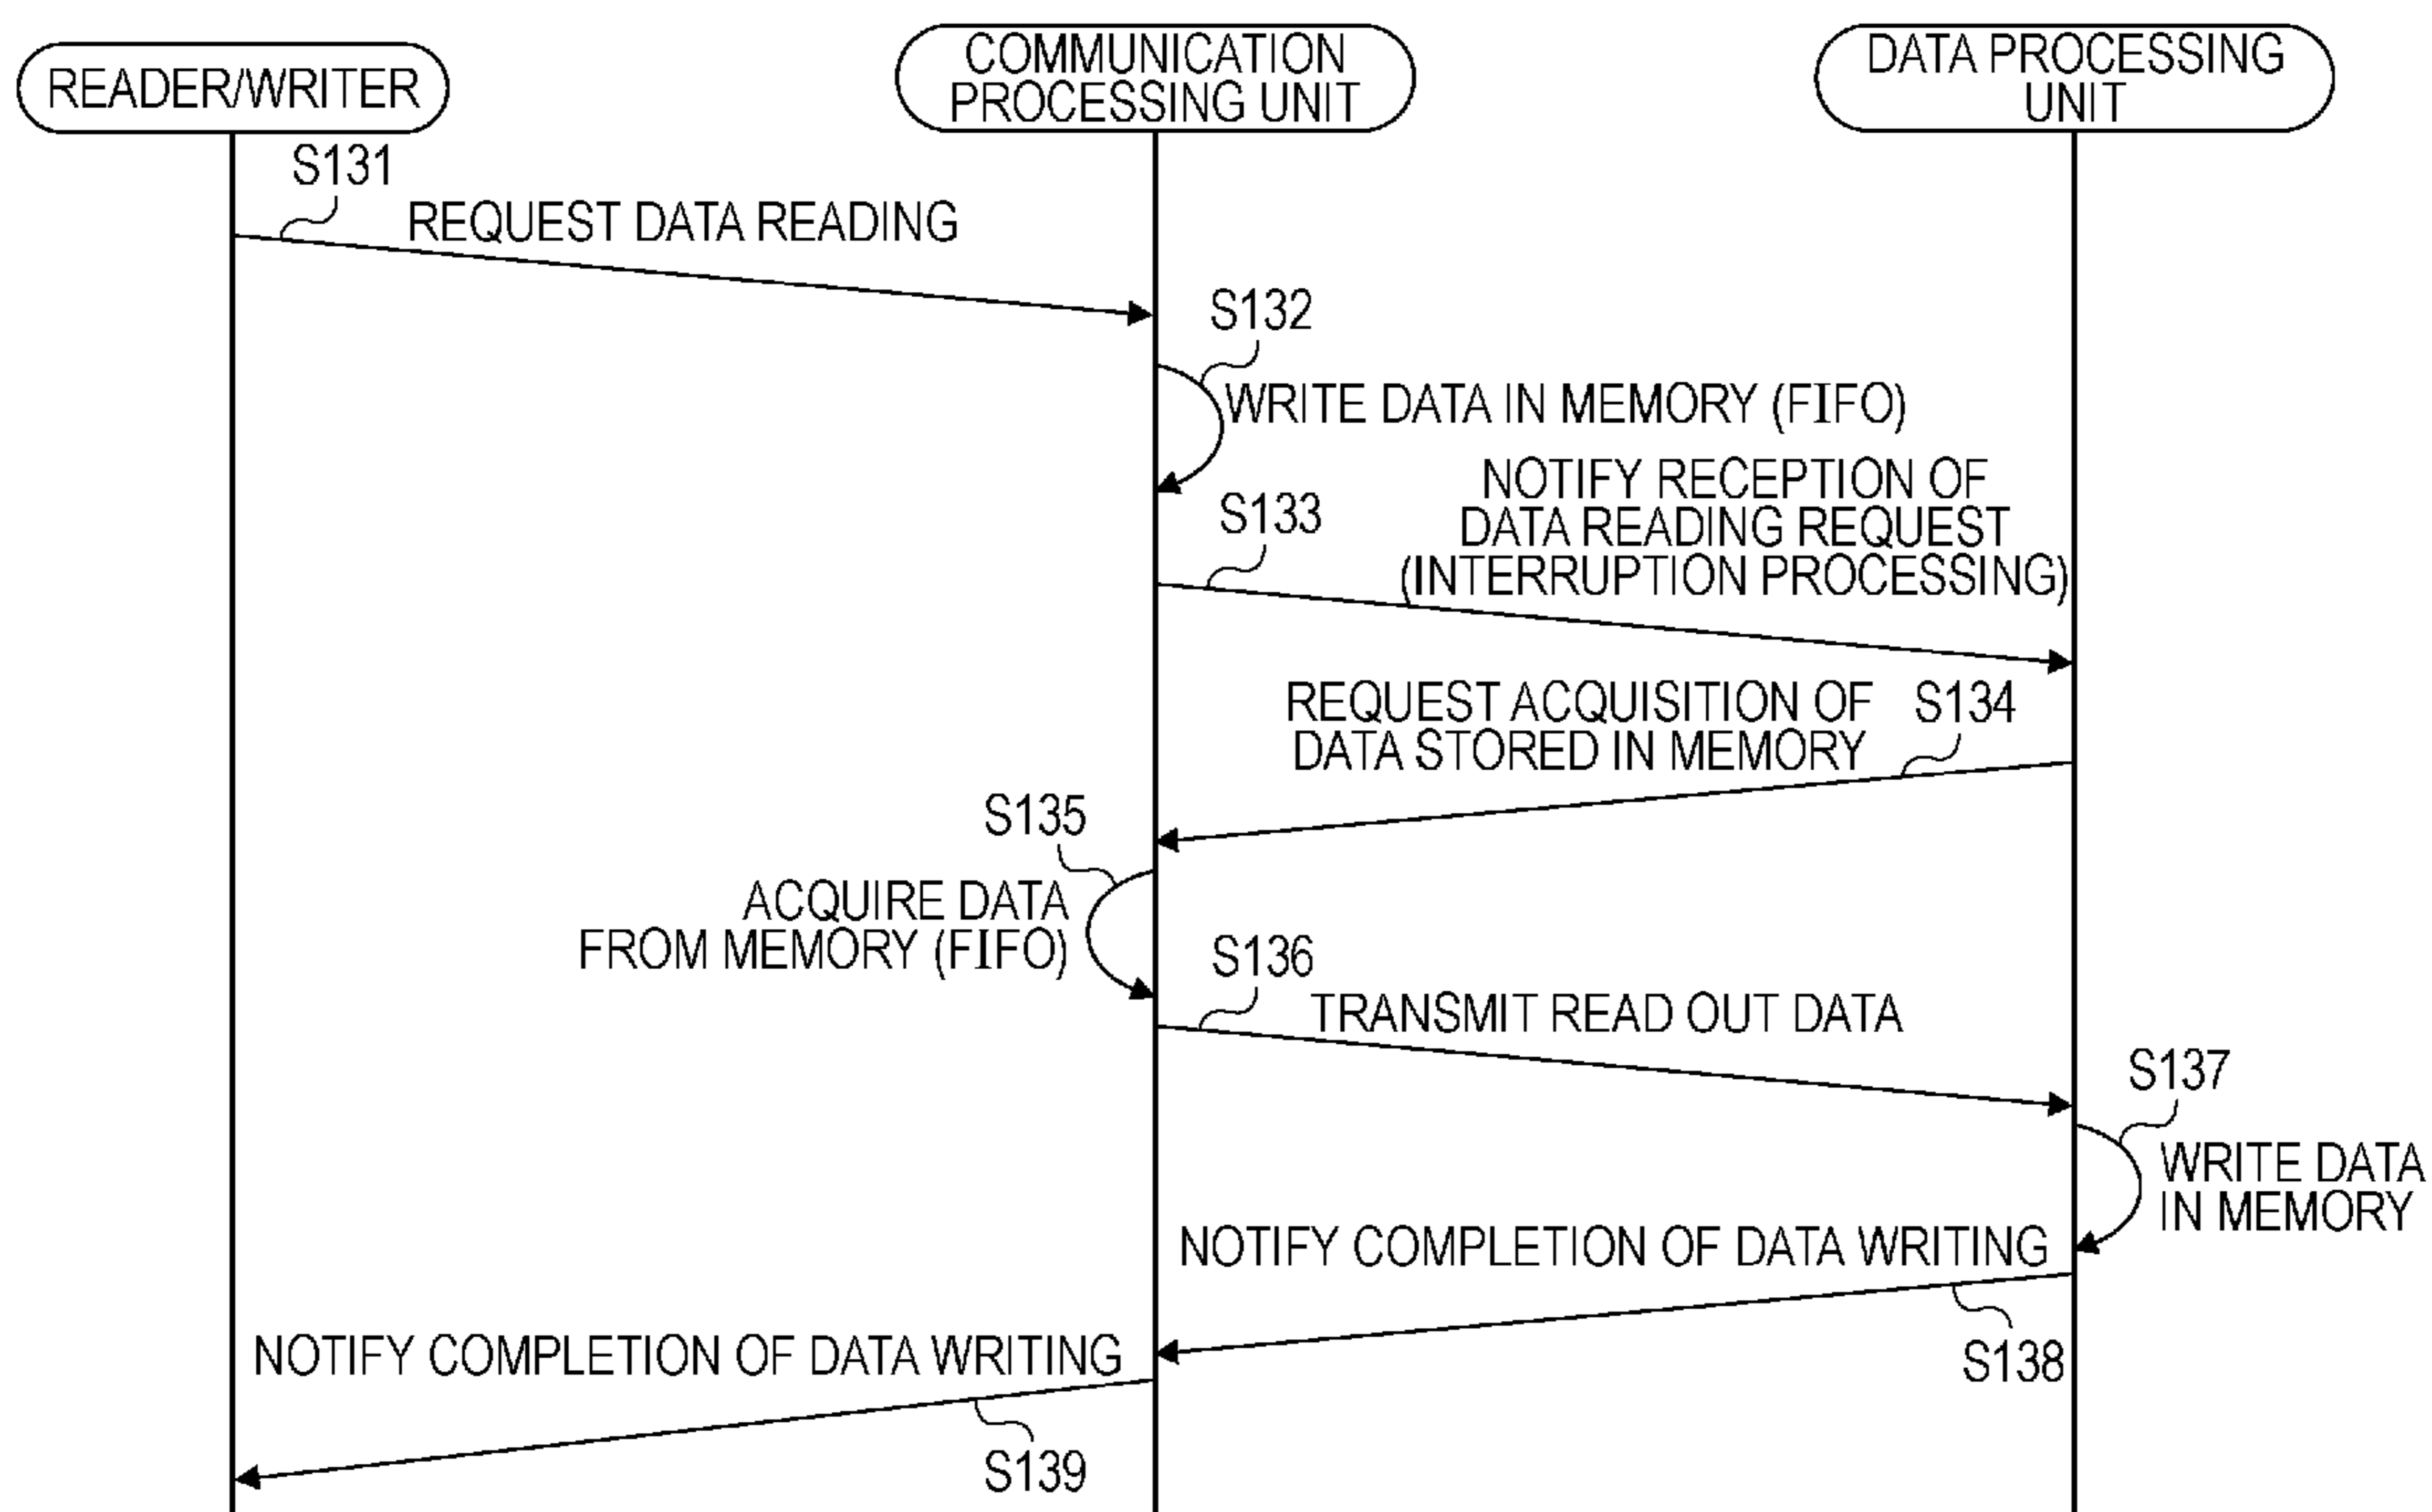 READER/WRITER
COMMUNICATION
PROCESSING UNIT
DATA PROCESSING
UNIT
S131
REQUEST DATA READING
S132
WRITE DATA IN MEMORY (FIFO)
S133
NOTIFY RECEPTION OF
DATA READING REQUEST
(INTERRUPTION PROCESSING)
REQUEST ACQUISITION OF
DATA STORED IN MEMORY
S134
S135
ACQUIRE DATA
FROM MEMORY (FIFO)
S136
TRANSMIT READ OUT DATA
S137
WRITE DATA
IN MEMORY
NOTIFY COMPLETION OF DATA WRITING
S138
NOTIFY COMPLETION OF DATA WRITING
S139